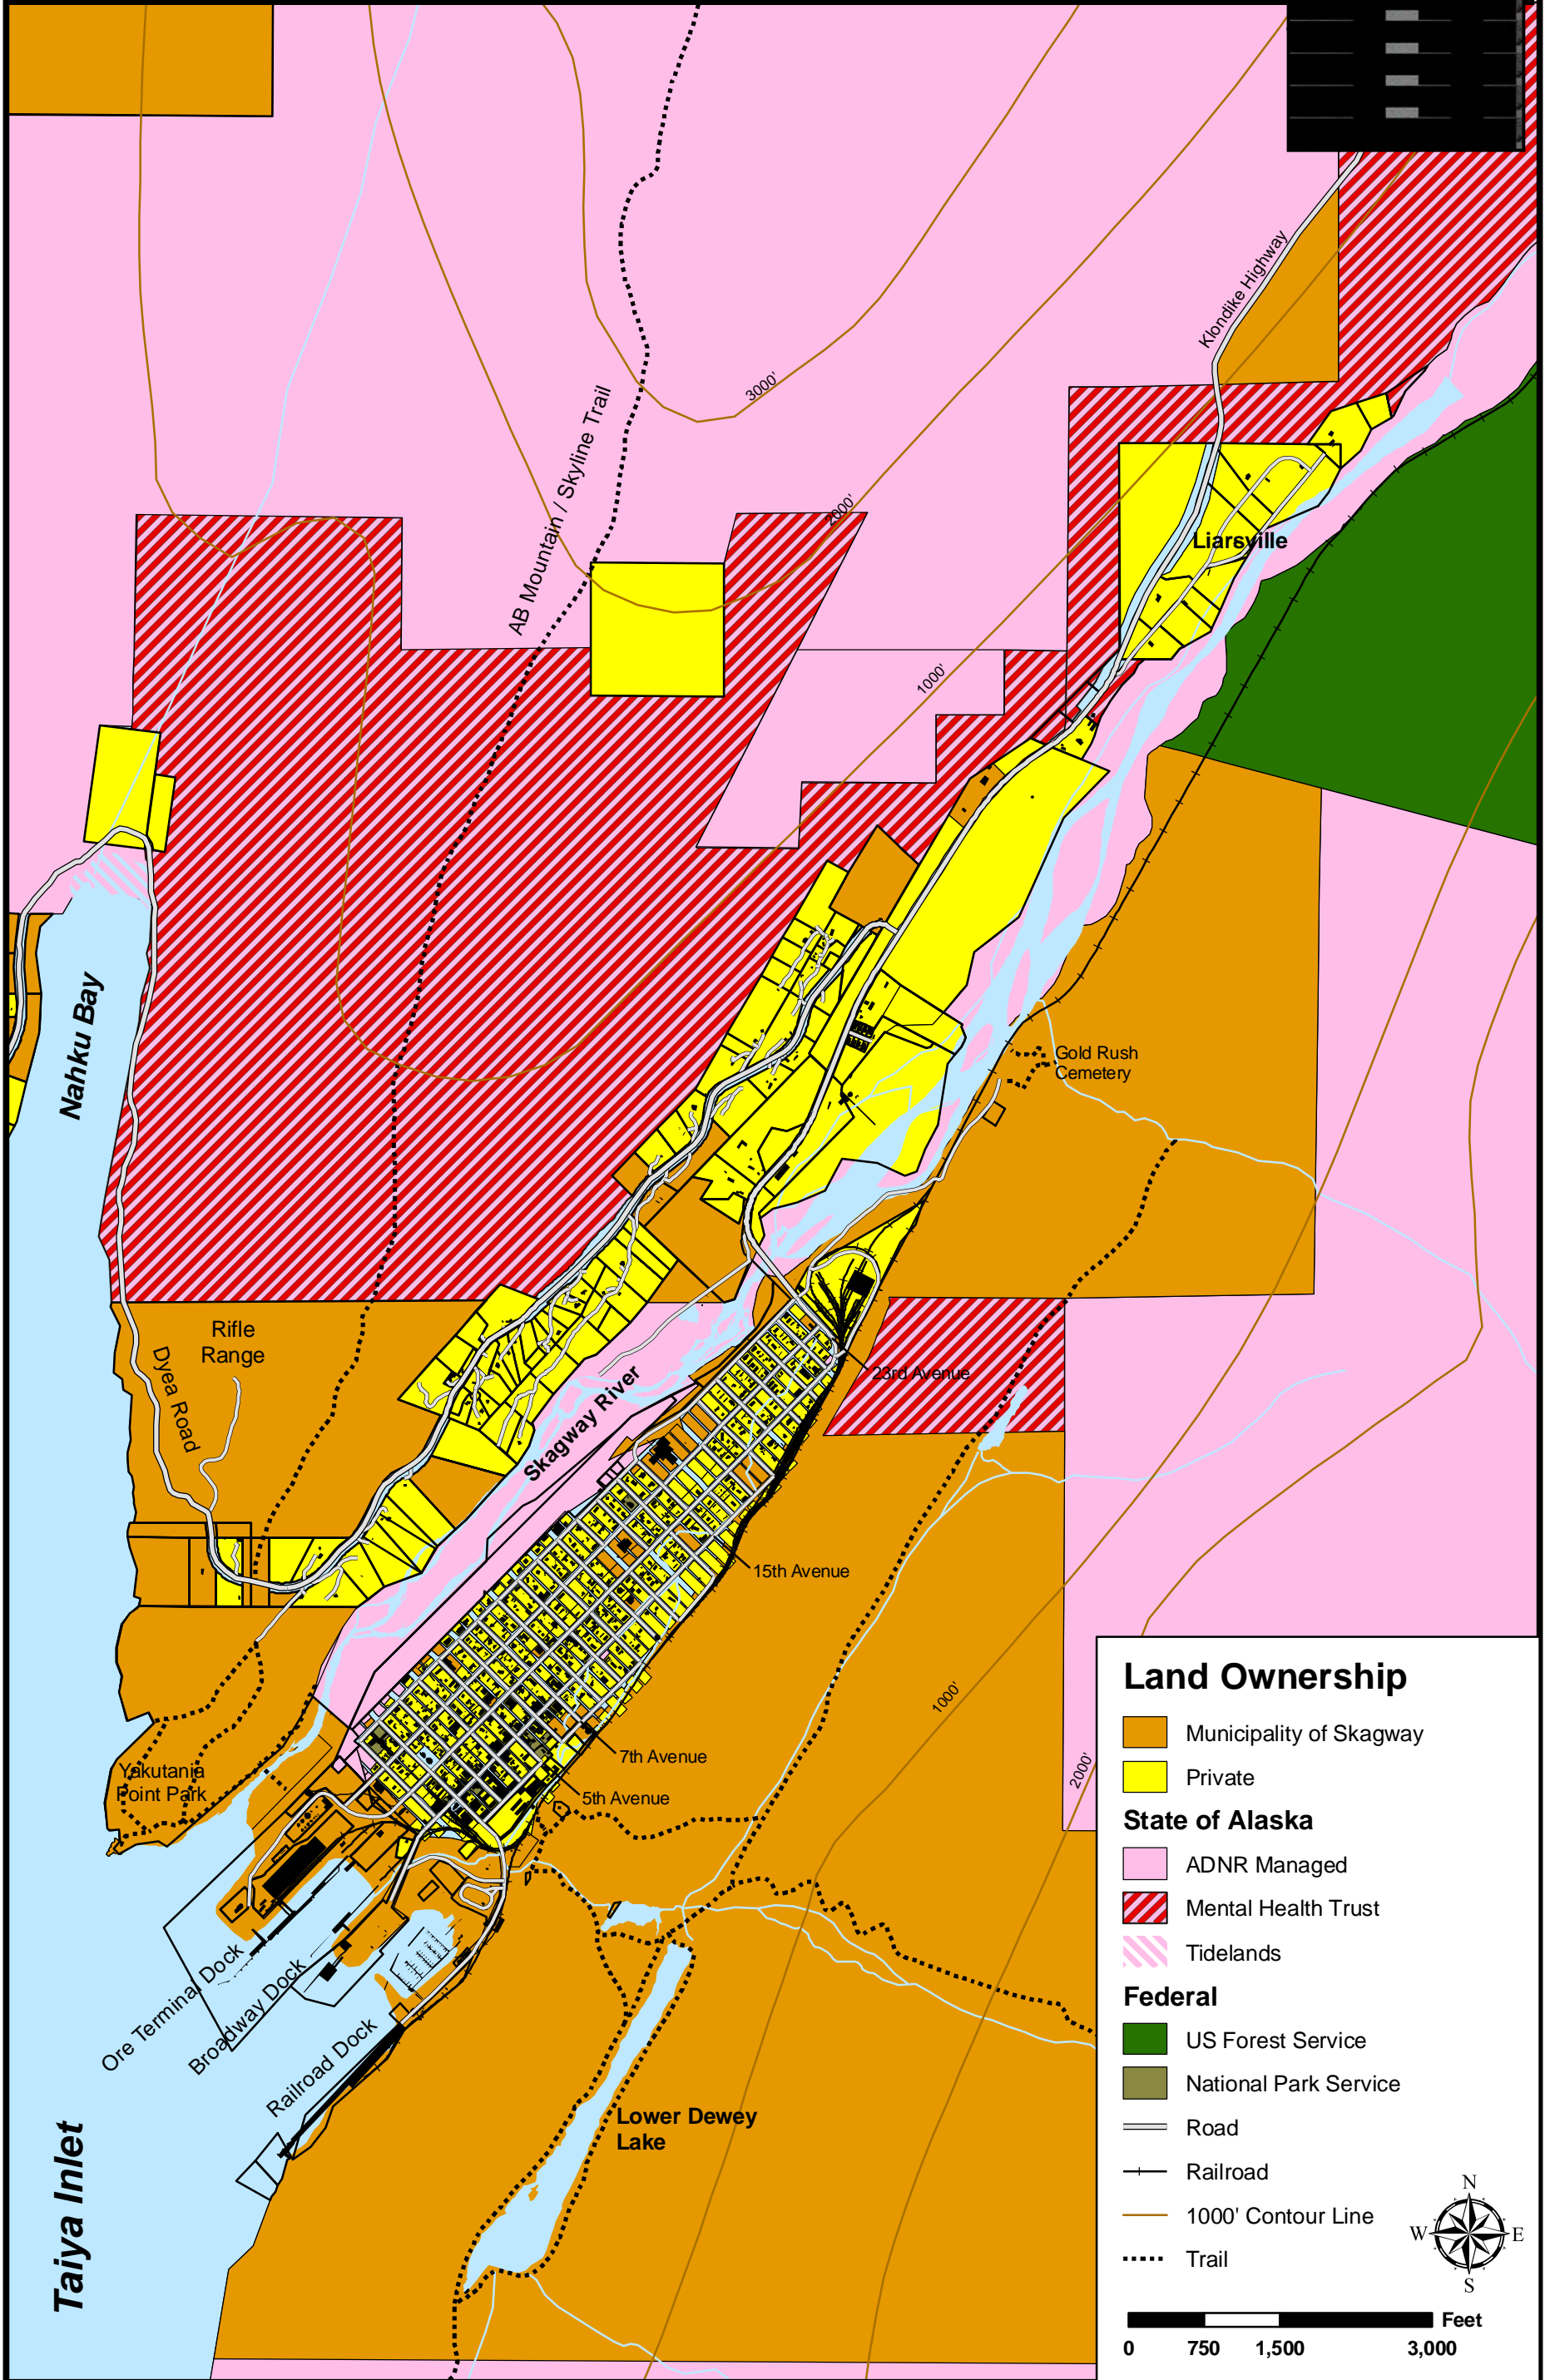 Klondike Highway
3000'
AB Mountain / Skyline Trail
2000'
Liarsville
1000'
Nahku Bay
Gold Rush
Cemetery
Rifle
Range
Dyea Road
23rd Avenue
Skagway River
15th Avenue
1000'
7th Avenue
2000'
Yakutania
Point Park
5th Avenue
Ore Terminal Dock
Broadway Dock
Railroad Dock
Lower Dewey
Lake
Taiya Inlet
Land Ownership
Municipality of Skagway
Private
State of Alaska
ADNR Managed
Mental Health Trust
Tidelands
Federal
US Forest Service
National Park Service
Road
Railroad
1000' Contour Line
Trail
N
W E
S
Feet
0 750 1,500 3,000